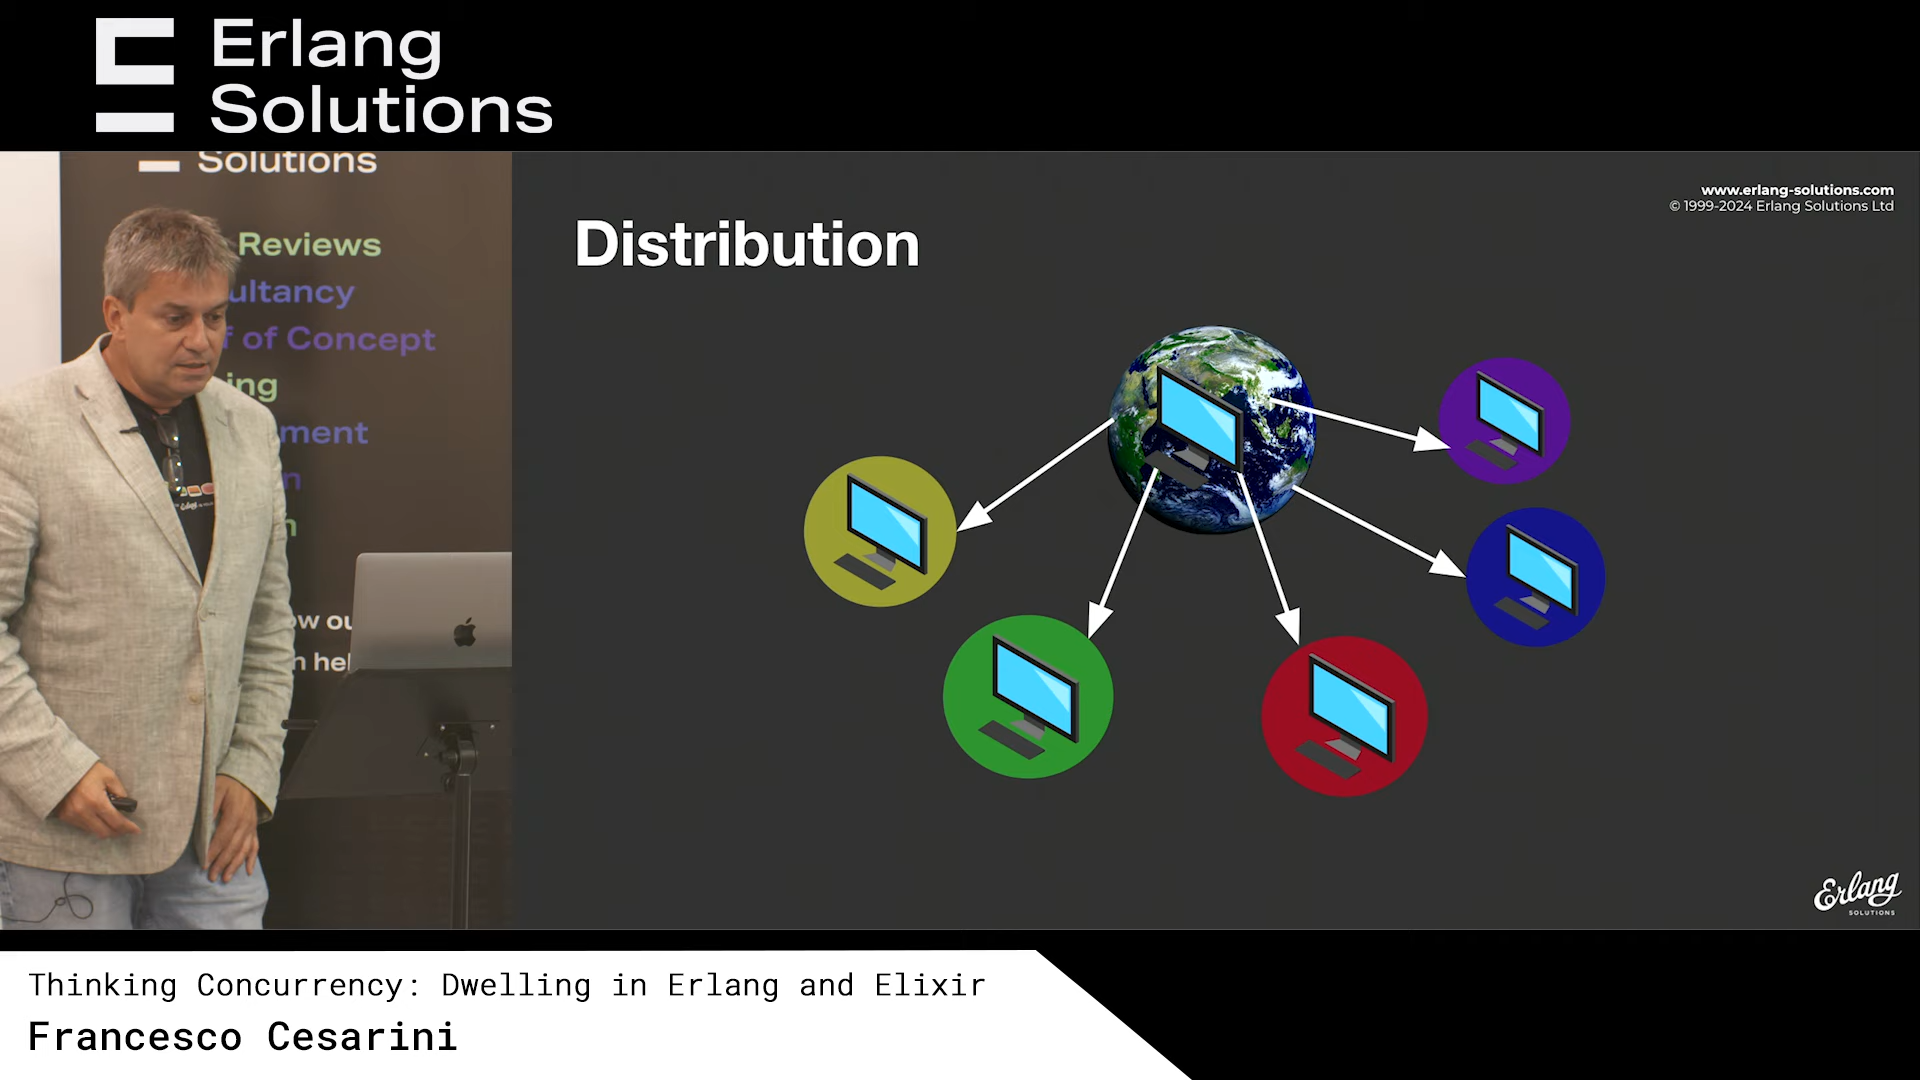 Erlang
Solutions
Solutions
Reviews
ultancy
f of Concept
ing
ment
n
n
ow ou
n hel
www.erlang-solutions.com
© 1999-2024 Erlang Solutions Ltd
Distribution
Erlang
SOLUTIONS
Thinking Concurrency: Dwelling in Erlang and Elixir
Francesco Cesarini